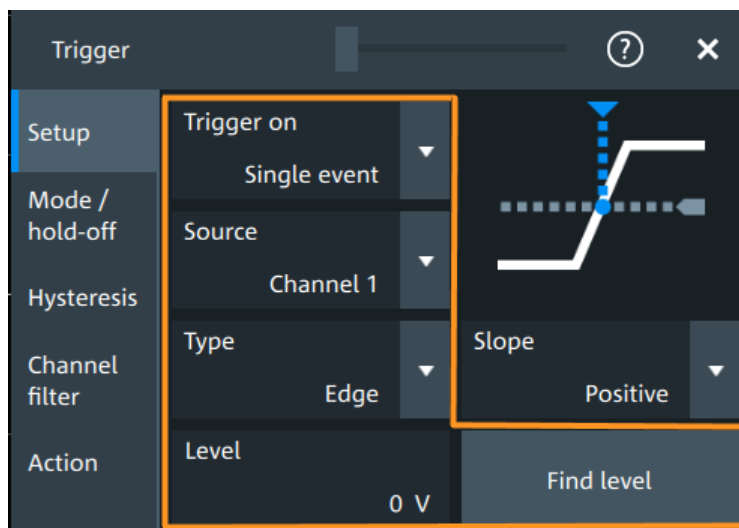 Trigger
?
Setup
Mode /
hold-off
Hysteresis
Channel
filter
Action
Trigger on
Single event
Source
Channel 1
Type
Edge
Slope
Positive
Level
0 V
Find level